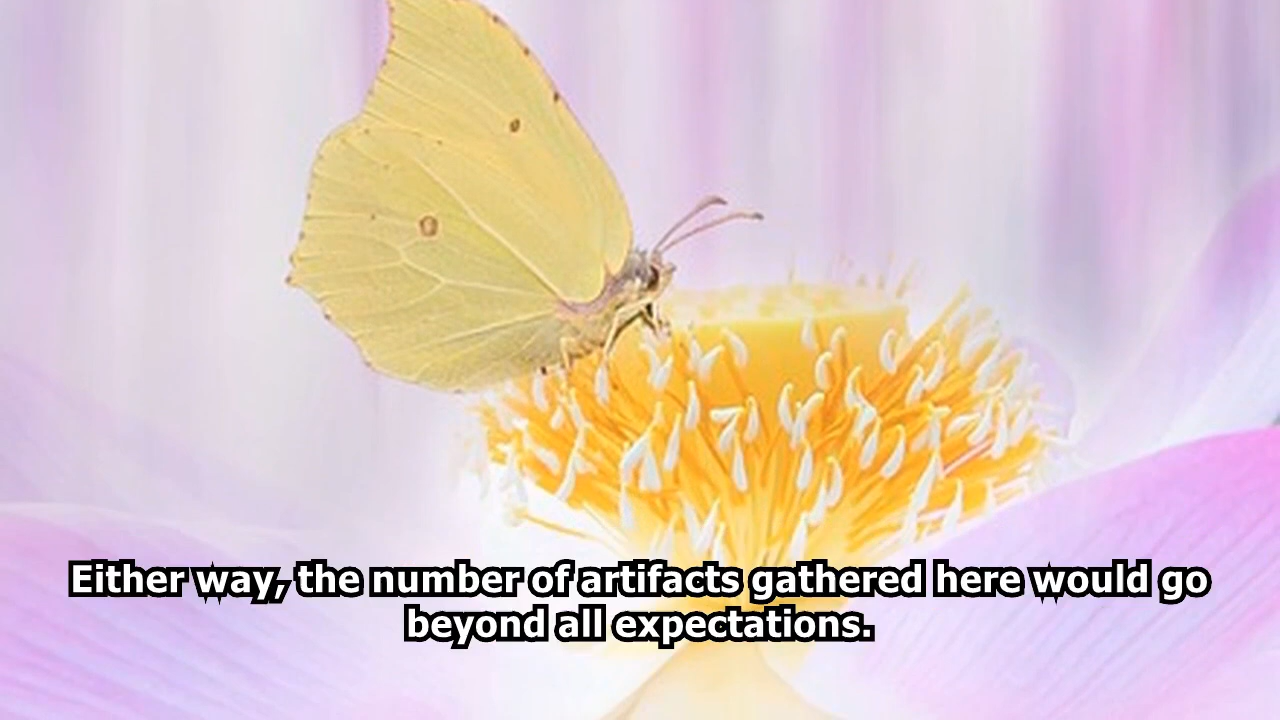 Either way, the number of artifacts gathered here would go
beyond all expectations.